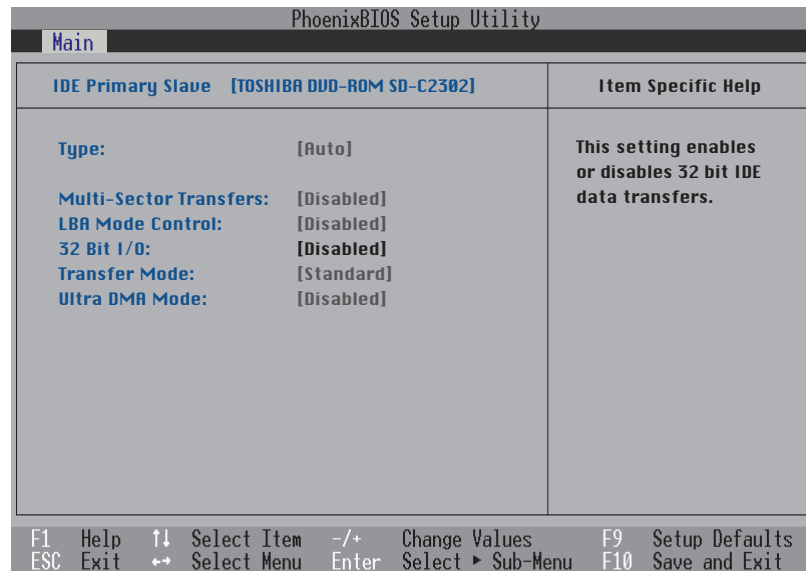 PhoenixBIOS Setup Utility
Main
IDE Primary Slave [TOSHIBA DVD-ROM SD-C2302]
Item Specific Help
Type: [Auto]
This setting enables
or disables 32 bit IDE
data transfers.
Multi-Sector Transfers: [Disabled]
LBA Mode Control: [Disabled]
32 Bit I/O: [Disabled]
Transfer Mode: [Standard]
Ultra DMA Mode: [Disabled]
F1 Help ↑↓ Select Item -/+ Change Values F9 Setup Defaults
ESC Exit ←→ Select Menu Enter Select ▶ Sub-Menu F10 Save and Exit